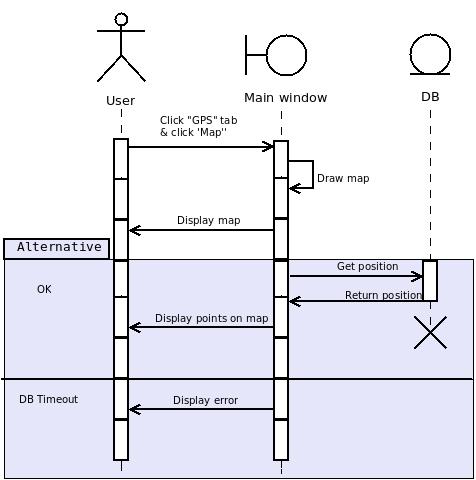 User
Main window
DB
Click "GPS" tab
& click 'Map''
Draw map
Display map
Alternative
Get position
OK
Return position
Display points on map
DB Timeout
Display error